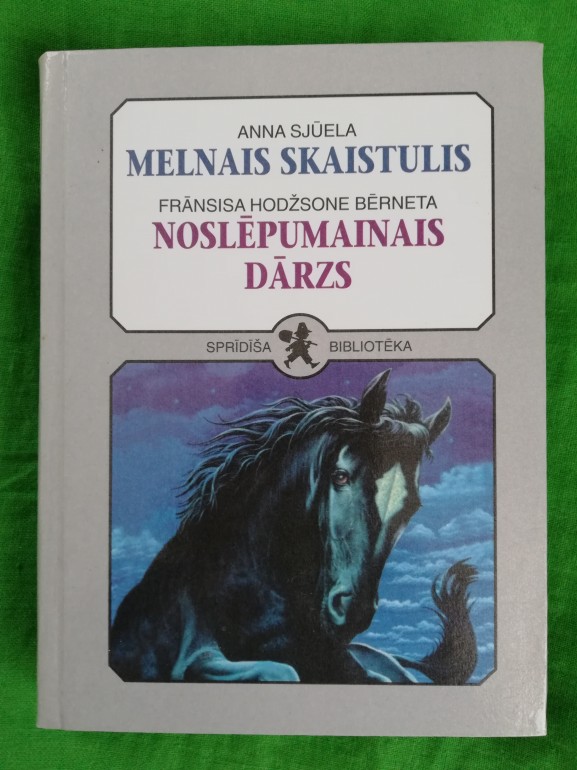 ANNA SJŪELA
MELNAIS SKAISTULIS
FRĀNSISA HODŽSONE BĒRNETA
NOSLĒPUMAINAIS
DĀRZS
SPRĪDĪŠA BIBLIOTĒKA